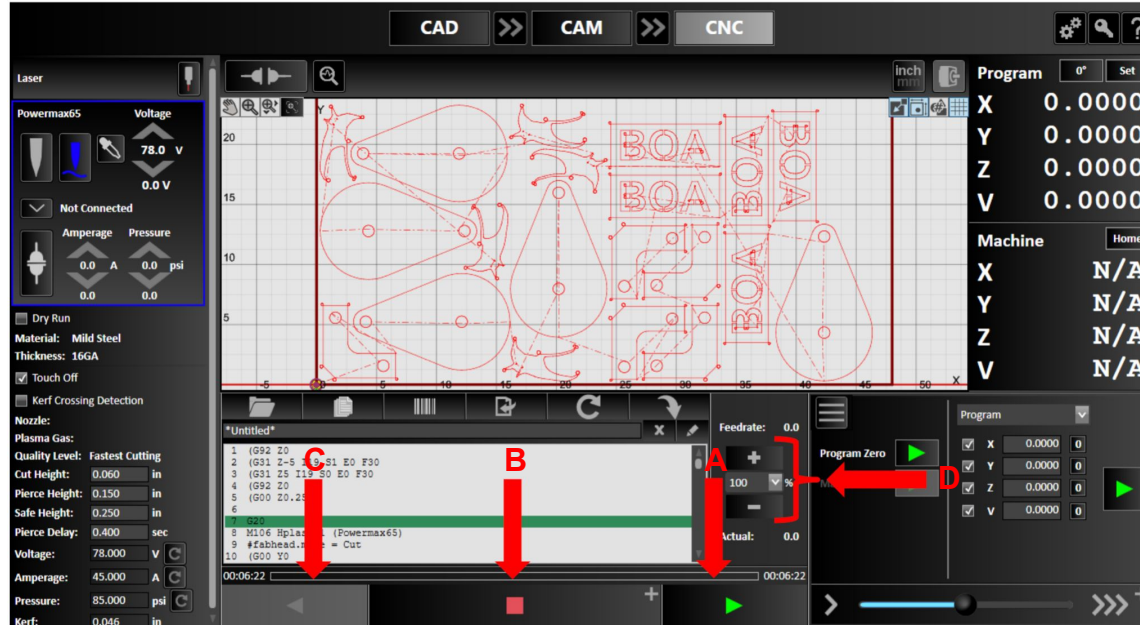 CAD >> CAM >> CNC
Laser
inch
mm
Program 0° Set
Powermax65 Voltage
78.0 V
0.0 V
Not Connected
Amperage Pressure
0.0 A 0.0 psi
0.0 0.0
Dry Run
Material: Mild Steel
Thickness: 16GA
Touch Off
Kerf Crossing Detection
Nozzle:
Plasma Gas:
Quality Level: Fastest Cutting
Cut Height: 0.060 in
Pierce Height: 0.150 in
Safe Height: 0.250 in
Pierce Delay: 0.400 sec
Voltage: 78.000 V
Amperage: 45.000 A
Pressure: 85.000 psi
Kerf: 0.046 in
Y
20
15
10
5
-5 0 5 10 15 20 25 30 35 40 45 50 X
BOA
BOA
BOA
BOA
BOA
X 0.0000
Y 0.0000
Z 0.0000
V 0.0000
Machine Home
X N/A
Y N/A
Z N/A
V N/A
*Untitled* X
1 (G92 Z0
2 (G31 Z-5 I19 S1 E0 F30
3 (G31 Z5 I19 S0 E0 F30
4 (G92 Z0
5 (G00 Z0.25
6
7 G20
8 M106 (Powermax65)
9 = Cut
10 (G00 Y0
C
B
A
D
Feedrate: 0.0
+
100 %
−
Actual: 0.0
00:06:22 00:06:22
+
Program Zero
Program
X 0.0000 0
Y 0.0000 0
Z 0.0000 0
V 0.0000 0